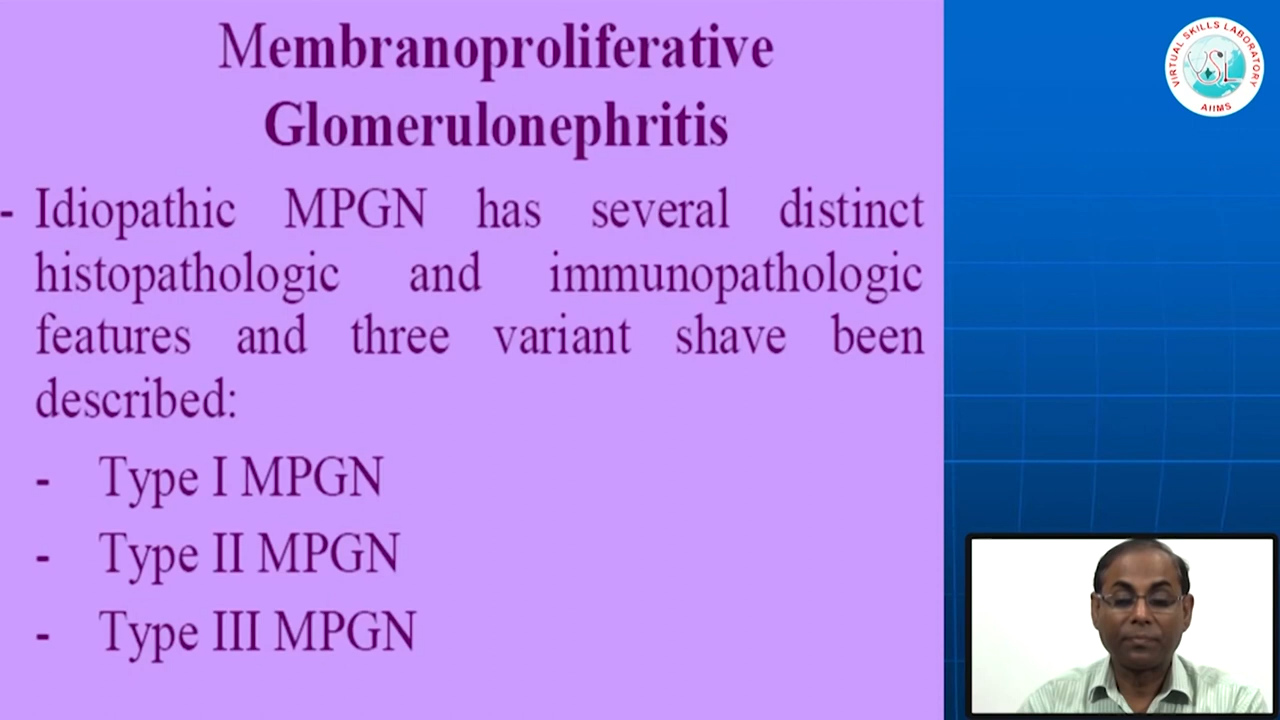 Membranoproliferative
Glomerulonephritis
- Idiopathic MPGN has several distinct
histopathologic and immunopathologic
features and three variant shave been
described:
- Type I MPGN
- Type II MPGN
- Type III MPGN
VIRTUAL SKILLS LABORATORY
VSL
AIIMS